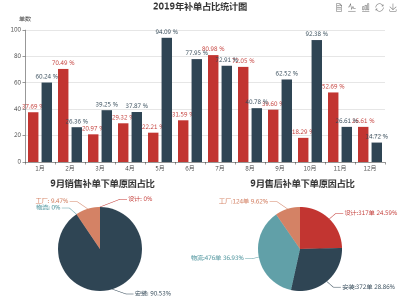 2019年补单占比统计图
单数
100
80
60
40
20
0
60.24 %
70.49 %
26.36 %
20.97 %
39.25 %
29.32 %
37.87 %
22.21 %
94.09 %
31.59 %
77.95 %
80.98 %
72.91 %
72.05 %
40.78 %
39.60 %
62.52 %
18.29 %
92.38 %
52.69 %
26.61 %
26.61 %
14.72 %
1月
2月
3月
4月
5月
6月
7月
8月
9月
10月
11月
12月
9月销售补单下单原因占比
9月售后补单下单原因占比
工厂: 9.47%
设计: 0%
物流: 0%
安装: 90.53%
工厂:124单 9.62%
设计:317单 24.59%
物流:476单 36.93%
安装:372单 28.86%